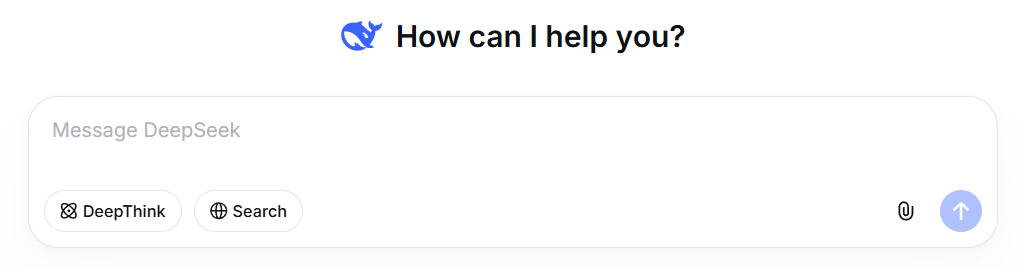 How can I help you?
Message DeepSeek
DeepThink Search